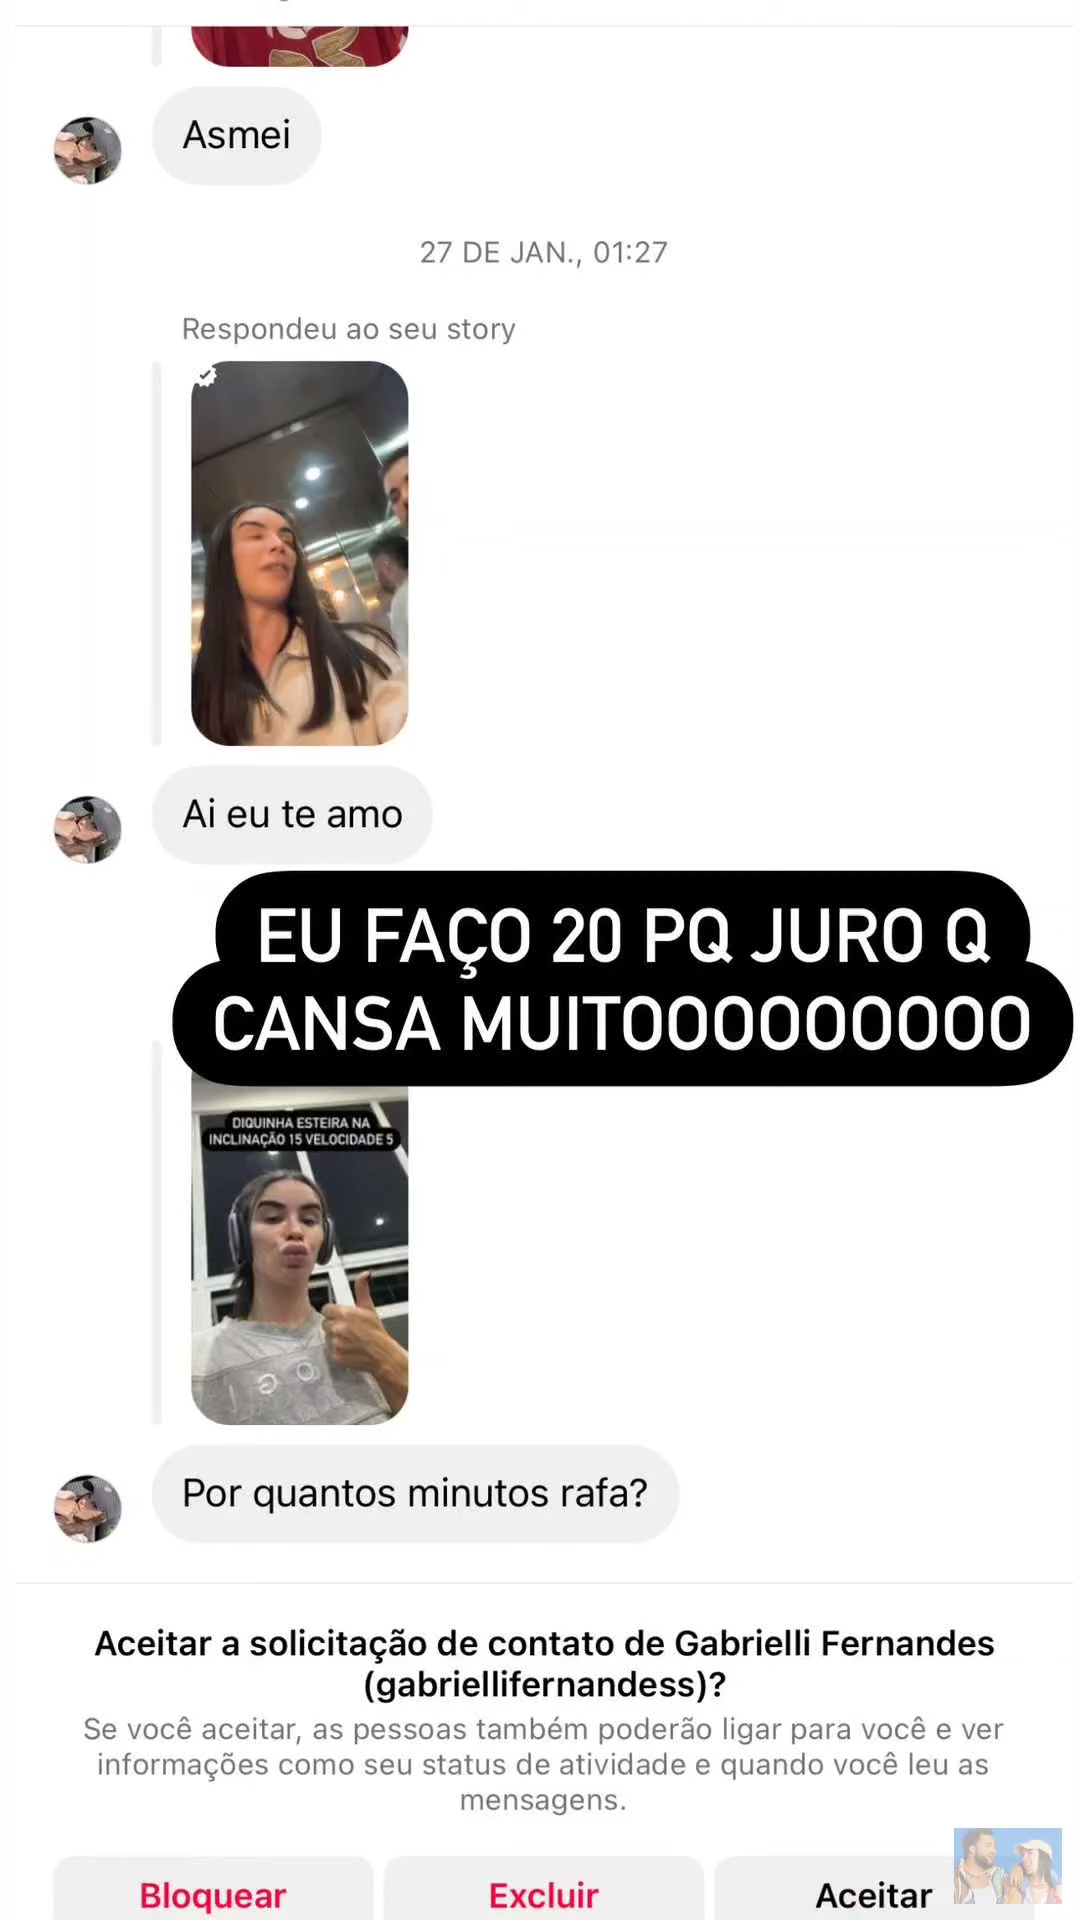 Asmei
27 DE JAN., 01:27
Respondeu ao seu story
Ai eu te amo
EU FAÇO 20 PQ JURO Q
CANSA MUITOOOOOOOOOO
DIQUINHA ESTEIRA NA
INCLINAÇÃO 15 VELOCIDADE 5
Por quantos minutos rafa?
Aceitar a solicitação de contato de Gabrielli Fernandes
(gabriellifernandess)?
Se você aceitar, as pessoas também poderão ligar para você e ver
informações como seu status de atividade e quando você leu as
mensagens.
Bloquear
Excluir
Aceitar